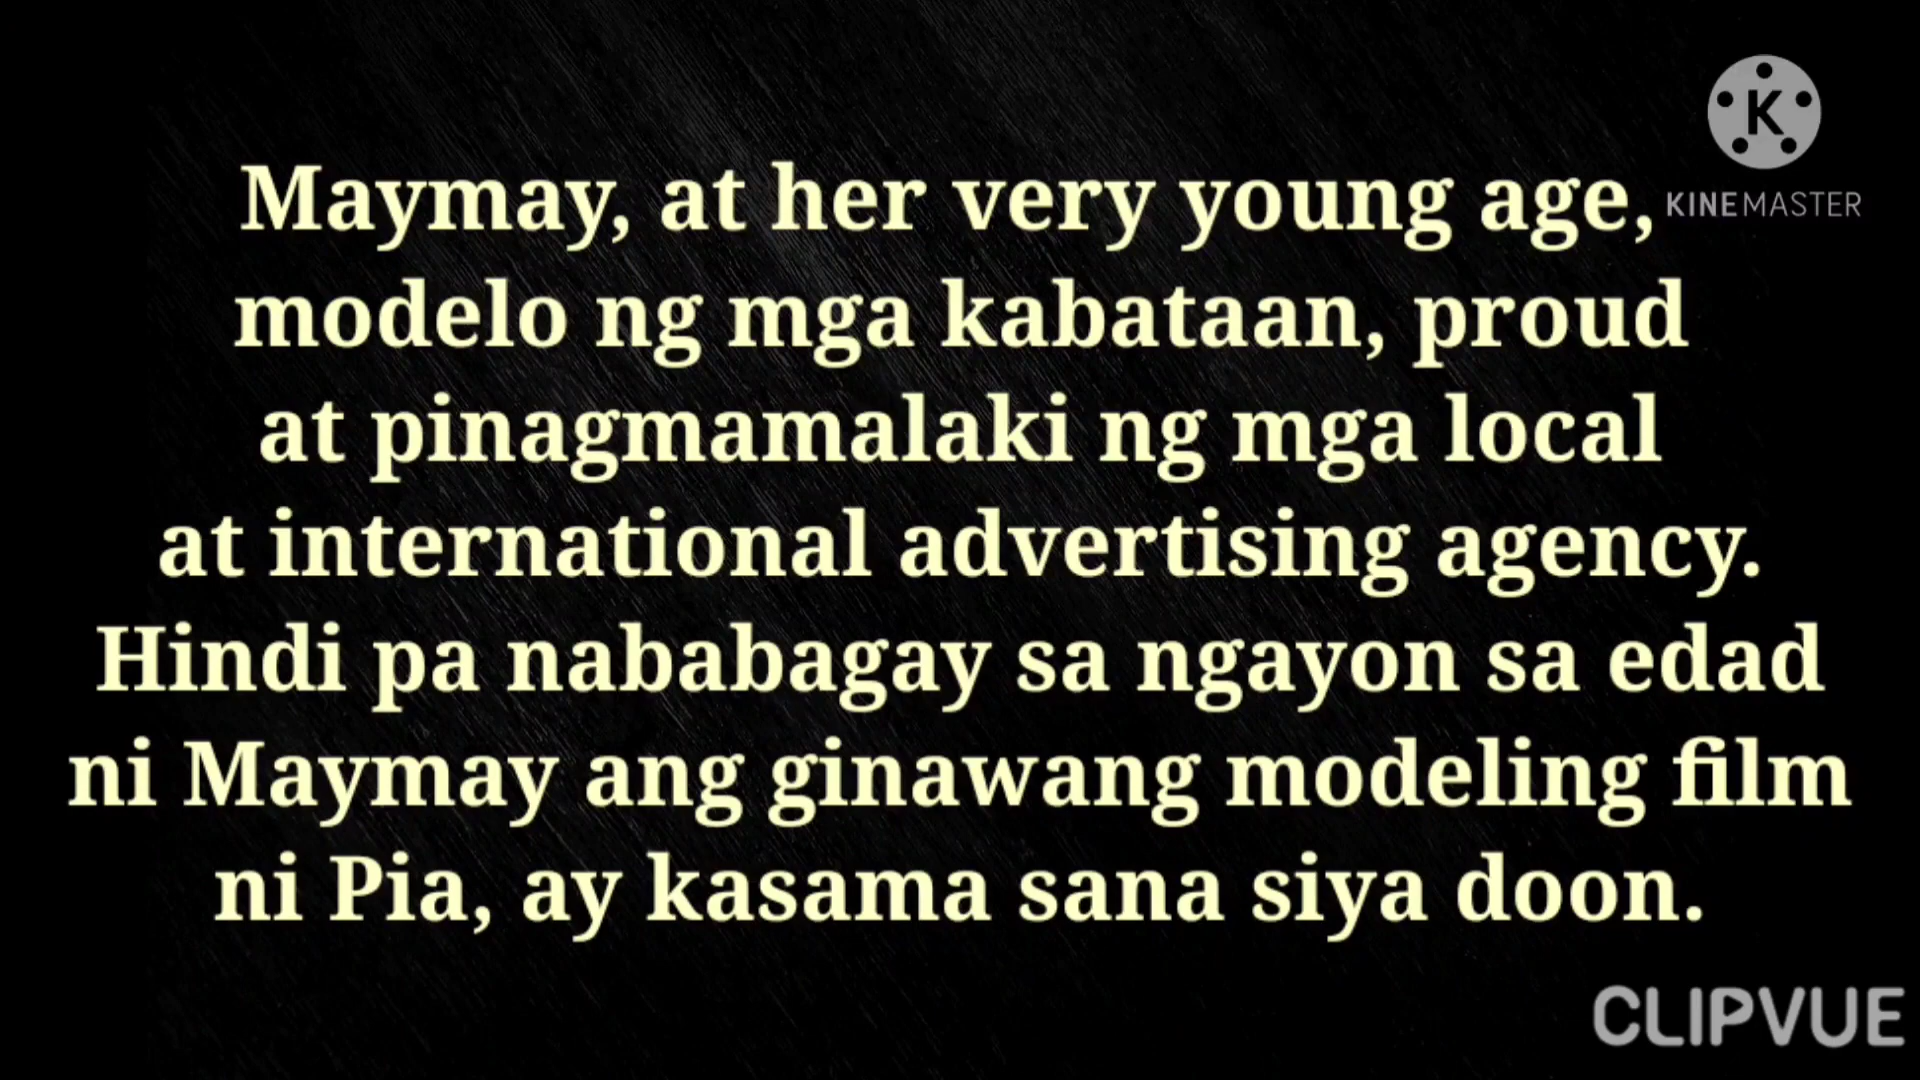 K
KINEMASTER
Maymay, at her very young age,
modelo ng mga kabataan, proud
at pinagmamalaki ng mga local
at international advertising agency.
Hindi pa nababagay sa ngayon sa edad
ni Maymay ang ginawang modeling film
ni Pia, ay kasama sana siya doon.
CLIPVUE